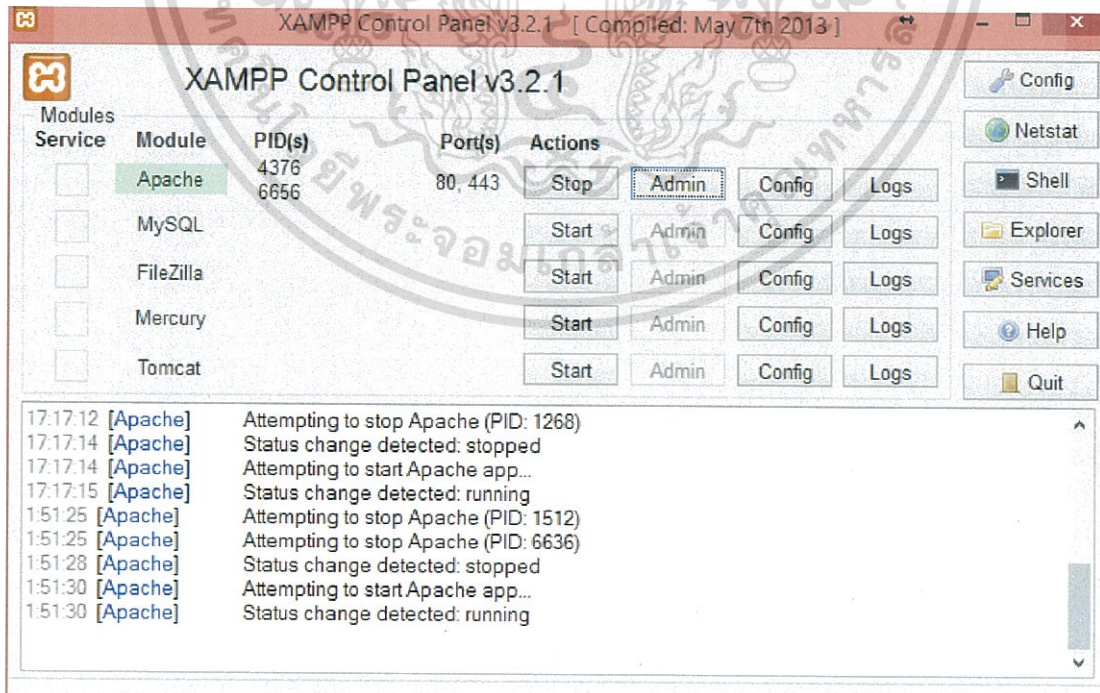 XAMPP Control Panel v3.2.1 [ Compiled: May 7th 2013 ]
XAMPP Control Panel v3.2.1
Config
Modules
Service Module PID(s) Port(s) Actions
Netstat
Apache 4376 6656 80, 443 Stop Admin Config Logs
Shell
MySQL Start Admin Config Logs
Explorer
FileZilla Start Admin Config Logs
Services
Mercury Start Admin Config Logs
Help
Tomcat Start Admin Config Logs
Quit
17:17:12 [Apache] Attempting to stop Apache (PID: 1268)
17:17:14 [Apache] Status change detected: stopped
17:17:14 [Apache] Attempting to start Apache app...
17:17:15 [Apache] Status change detected: running
1:51:25 [Apache] Attempting to stop Apache (PID: 1512)
1:51:25 [Apache] Attempting to stop Apache (PID: 6636)
1:51:28 [Apache] Status change detected: stopped
1:51:30 [Apache] Attempting to start Apache app...
1:51:30 [Apache] Status change detected: running